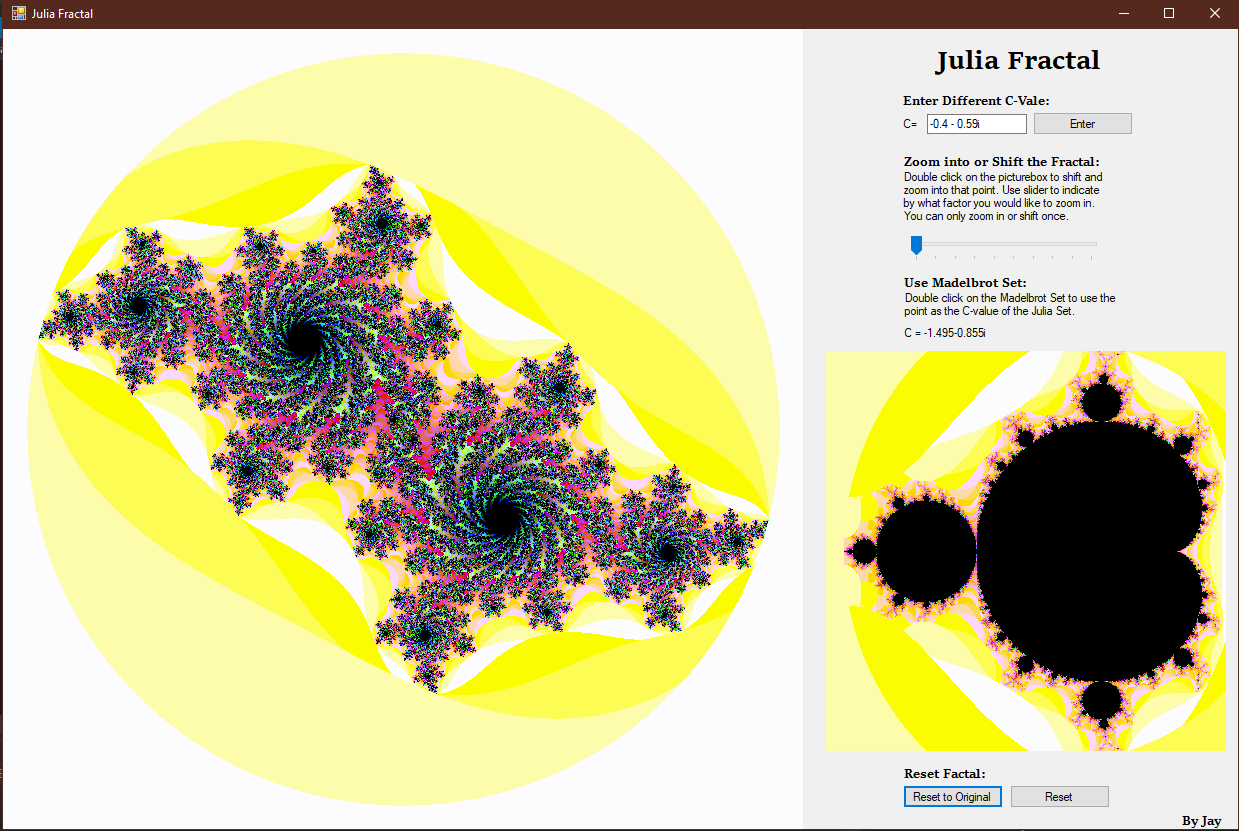 Julia Fractal
Julia Fractal
Enter Different C-Vale:
C= -0.4 - 0.59i Enter
Zoom into or Shift the Fractal:
Double click on the picturebox to shift and
zoom into that point. Use slider to indicate
by what factor you would like to zoom in.
You can only zoom in or shift once.
Use Madelbrot Set:
Double click on the Madelbrot Set to use the
point as the C-value of the Julia Set.
C = -1.495-0.855i
Reset Factal:
Reset to Original Reset
By Jay